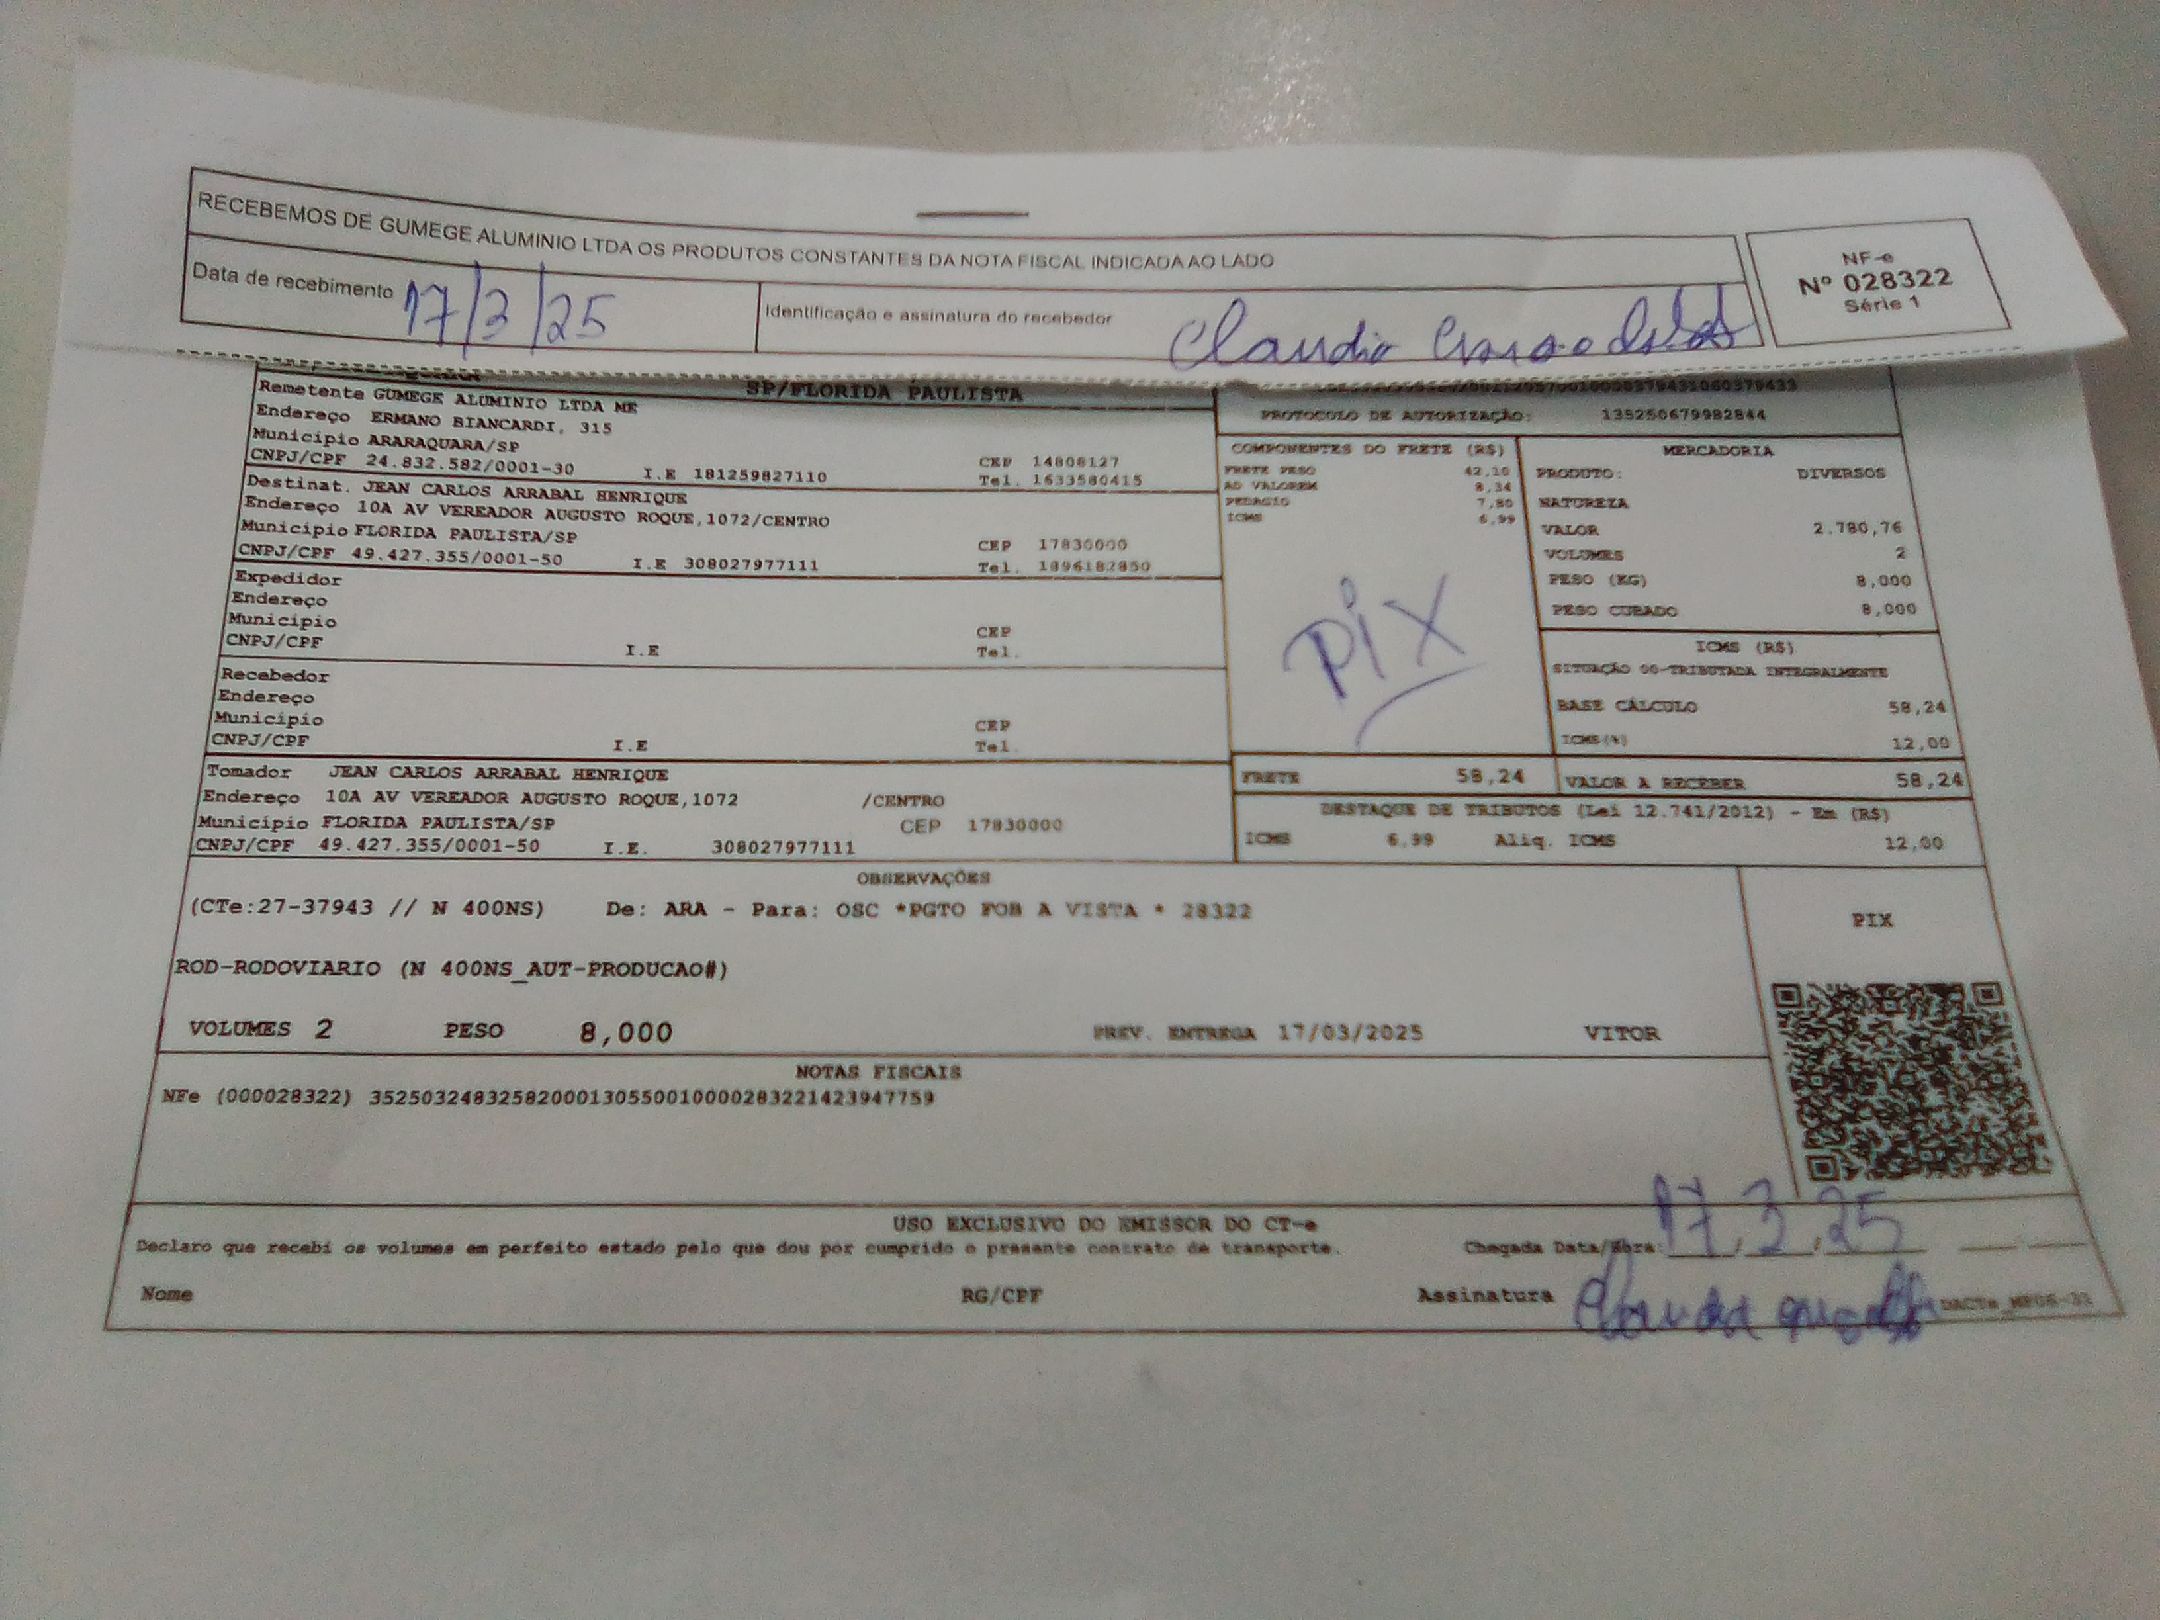 RECEBEMOS DE GUMEGE ALUMINIO LTDA OS PRODUTOS CONSTANTES DA NOTA FISCAL INDICADA AO LADO
Data de recebimento 17/3/25
Identificação e assinatura do recebedor Claudio
NF-e
Nº 028322
Série 1
SP/FLORIDA PAULISTA
Remetente GUMEGE ALUMINIO LTDA ME
Endereço ERMANO BIANCARDI, 315
Município ARARAQUARA/SP
CNPJ/CPF 24.832.582/0001-30 I.E 181259827110
CEP 14808127
Tel. 1633580415
Destinat. JEAN CARLOS ARRABAL HENRIQUE
Endereço 10A AV VEREADOR AUGUSTO ROQUE,1072/CENTRO
Município FLORIDA PAULISTA/SP
CNPJ/CPF 49.427.355/0001-50 I.E 308027977111
CEP 17830000
Tel. 1896182850
Expedidor
Endereço
Município
CNPJ/CPF I.E
CEP
Tel.
Recebedor
Endereço
Município
CNPJ/CPF I.E
CEP
Tel.
Tomador JEAN CARLOS ARRABAL HENRIQUE
Endereço 10A AV VEREADOR AUGUSTO ROQUE,1072 /CENTRO
Município FLORIDA PAULISTA/SP CEP 17830000
CNPJ/CPF 49.427.355/0001-50 I.E. 308027977111
PROTOCOLO DE AUTORIZAÇÃO: 135250679982844
COMPONENTES DO FRETE (R$)
FRETE PESO 42,10
AD VALOREM 8,34
PEDAGIO 7,80
ICMS 6,99
PIX
MERCADORIA
PRODUTO: DIVERSOS
NATUREZA
VALOR 2.780,76
VOLUMES 2
PESO (KG) 8,000
PESO CUBADO 8,000
ICMS (R$)
SITUAÇÃO 00-TRIBUTADA INTEGRALMENTE
BASE CÁLCULO 58,24
ICMS(%) 12,00
FRETE 58,24
VALOR A RECEBER 58,24
DESTAQUE DE TRIBUTOS (Lei 12.741/2012) - Em (R$)
ICMS 6,99 Aliq. ICMS 12,00
OBSERVAÇÕES
(CTe:27-37943 // N 400NS) De: ARA - Para: OSC *PGTO FOB A VISTA * 28322
ROD-RODOVIARIO (N 400NS_AUT-PRODUCAO#)
VOLUMES 2 PESO 8,000 PREV. ENTREGA 17/03/2025 VITOR
PIX
NOTAS FISCAIS
NFe (000028322) 35250324832582000130550010000283221423947759
USO EXCLUSIVO DO EMISSOR DO CT-e
Declaro que recebi os volumes em perfeito estado pelo que dou por cumprido o presente contrato de transporte.
Chegada Data/Hora: 17,3,25
Nome RG/CPF Assinatura